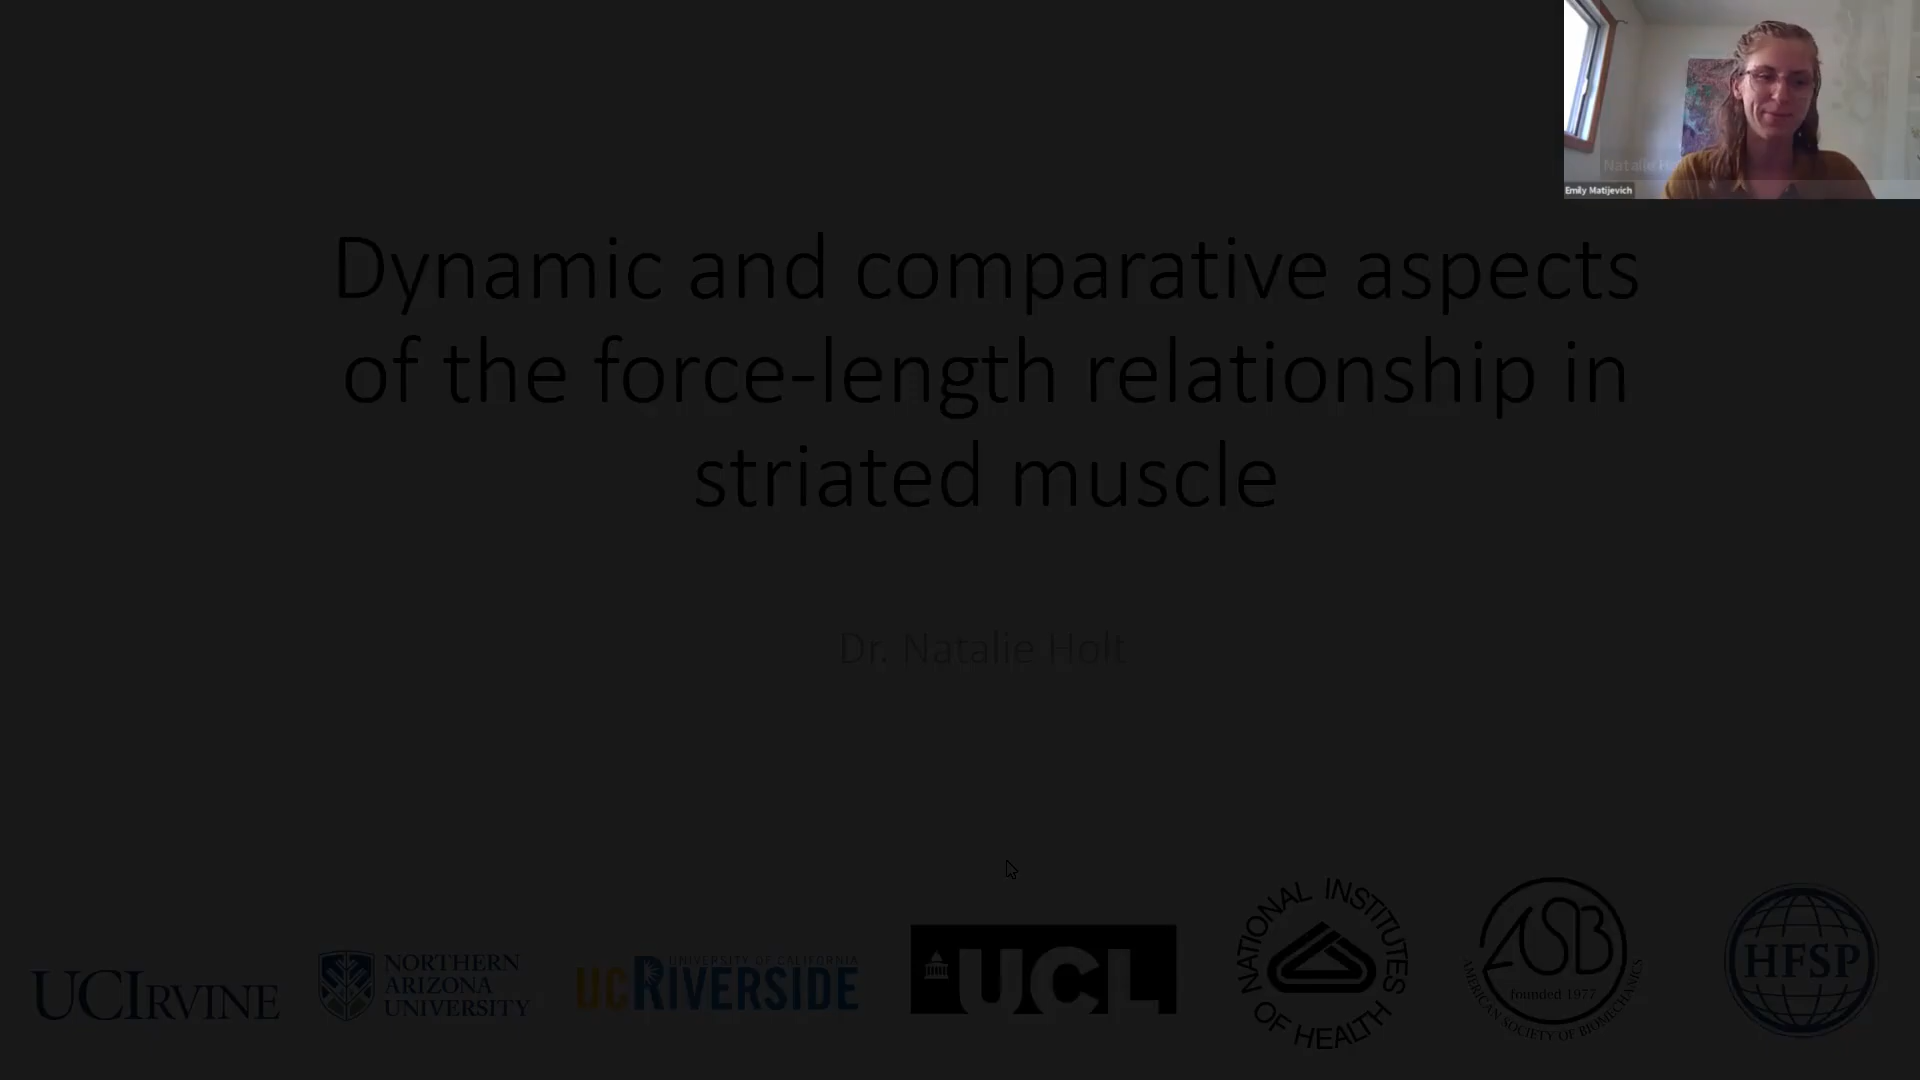 Natalie Ho
Emily Matijevich
Dynamic and comparative aspects
of the force-length relationship in
striated muscle
Dr. Natalie Holt
UCIRVINE
NORTHERN
ARIZONA
UNIVERSITY
UNIVERSITY OF CALIFORNIA
UCRIVERSIDE
UCL
NATIONAL INSTITUTES
OF HEALTH
ASB
founded 1977
AMERICAN SOCIETY OF BIOMECHANICS
HFSP